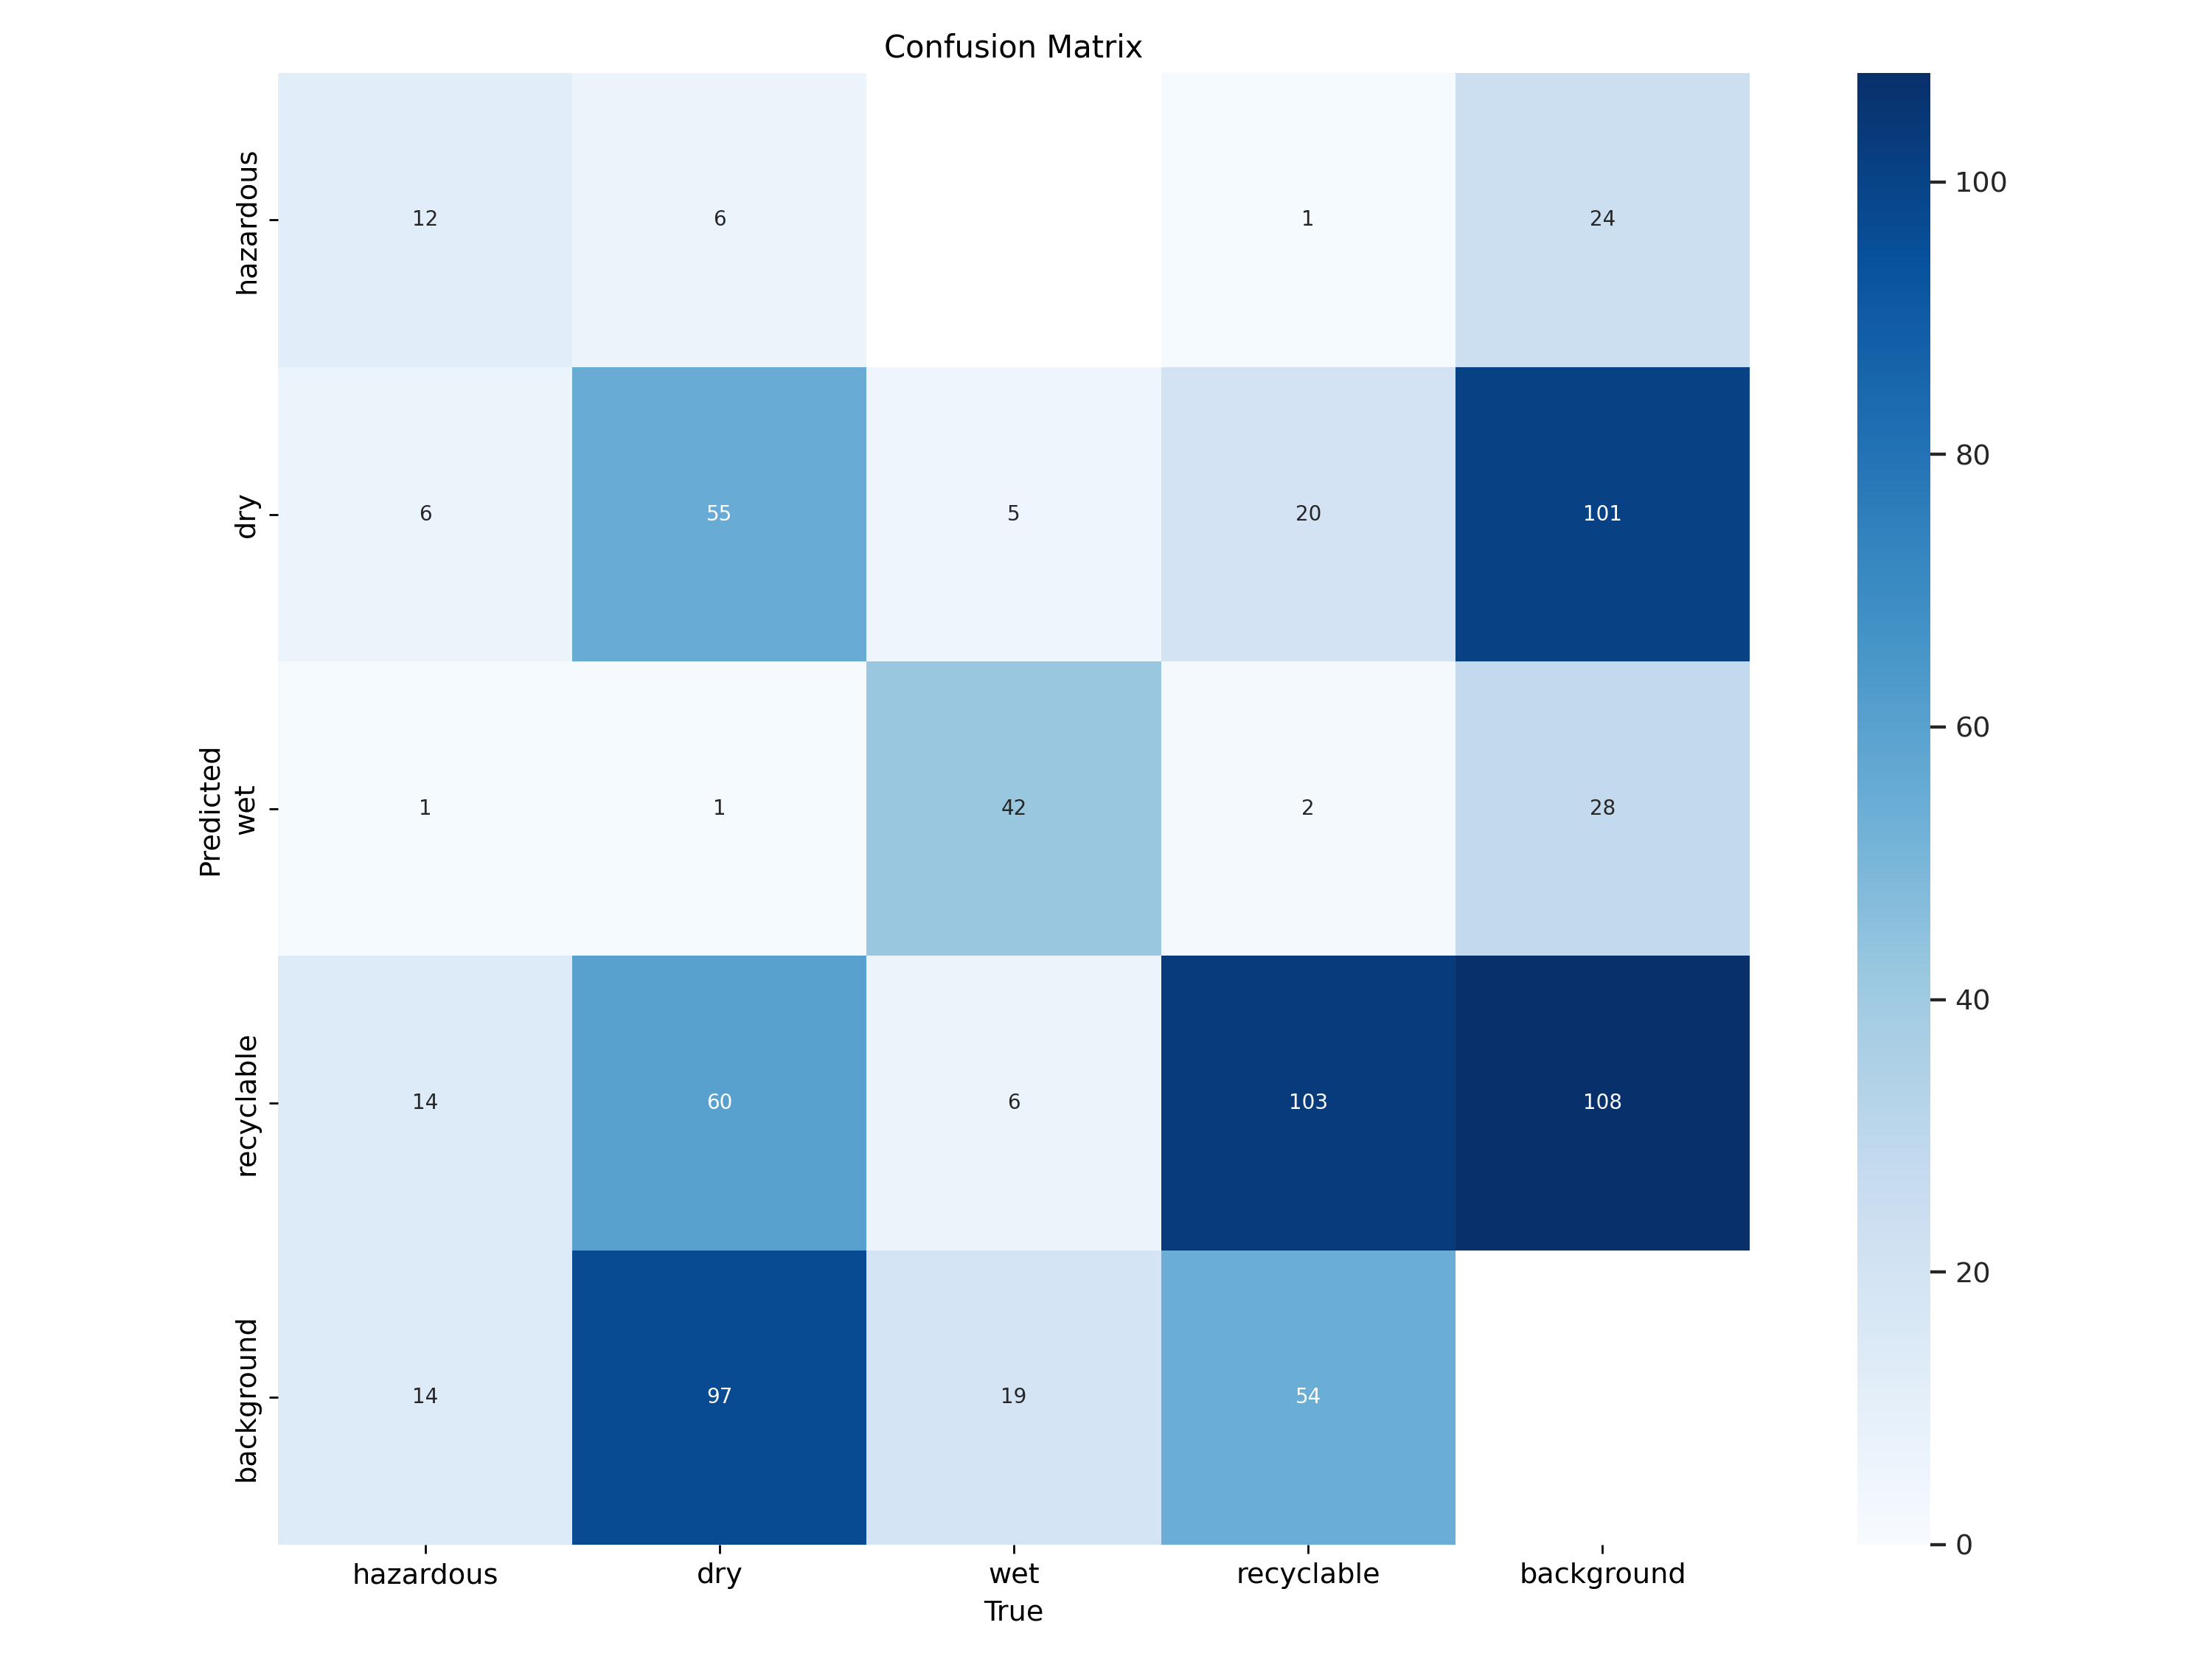 Confusion Matrix
hazardous
12 6 1 24
100
dry
6 55 5 20 101
80
Predicted
wet
1 1 42 2 28
60
recyclable
14 60 6 103 108
40
background
14 97 19 54
20
0
hazardous dry wet recyclable background
True